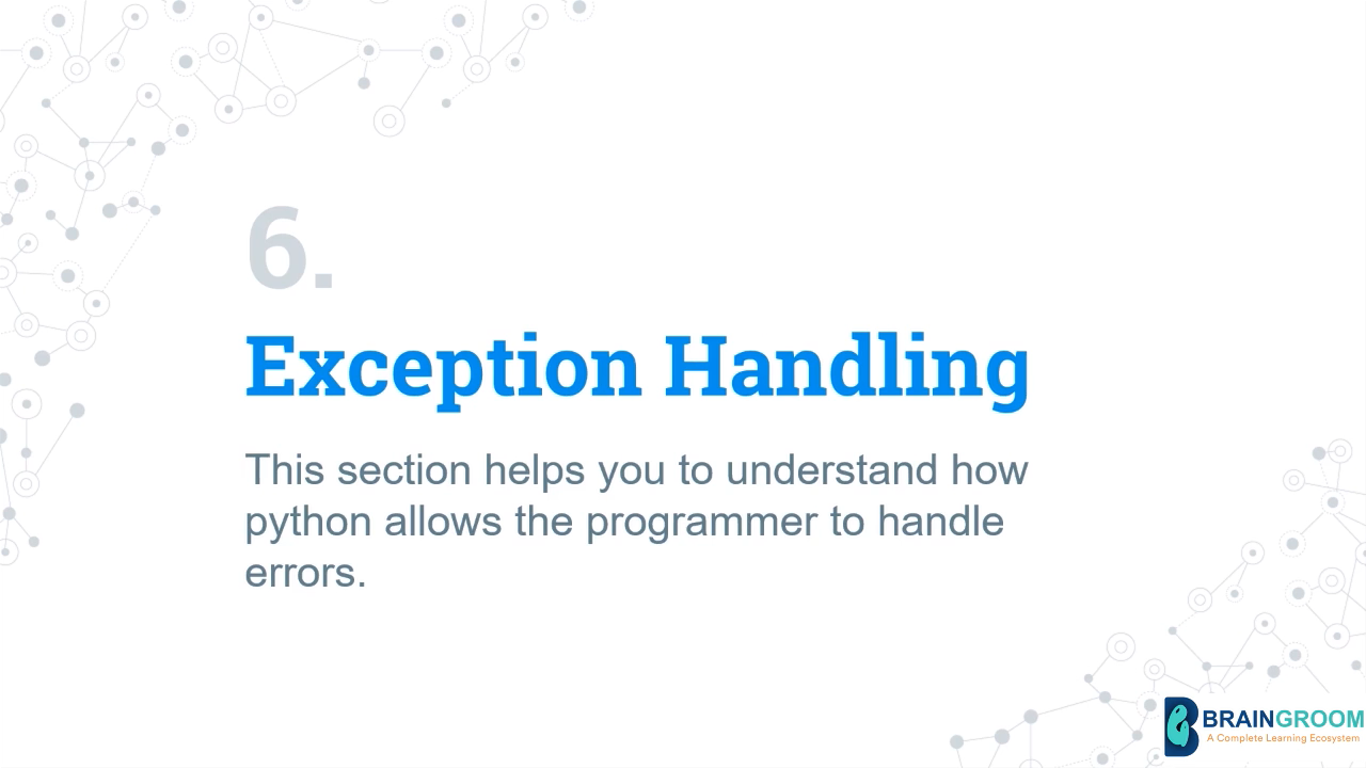 6.
Exception Handling
This section helps you to understand how
python allows the programmer to handle
errors.
BRAINGROOM
A Complete Learning Ecosystem